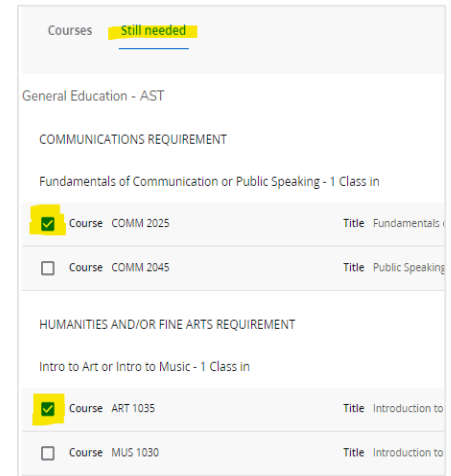 Courses Still needed
General Education - AST
COMMUNICATIONS REQUIREMENT
Fundamentals of Communication or Public Speaking - 1 Class in
Course COMM 2025 Title Fundamentals
Course COMM 2045 Title Public Speaking
HUMANITIES AND/OR FINE ARTS REQUIREMENT
Intro to Art or Intro to Music - 1 Class in
Course ART 1035 Title Introduction to
Course MUS 1030 Title Introduction to